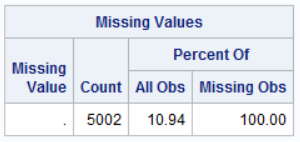 Missing Values
Percent Of
Missing
Value Count All Obs Missing Obs
. 5002 10.94 100.00